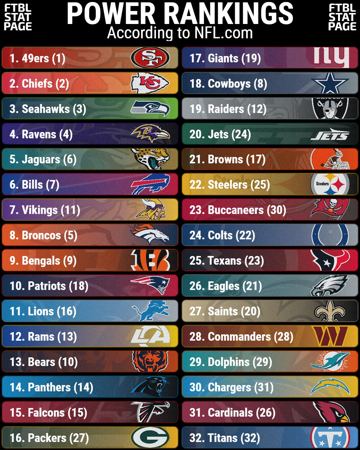 FTBL
STAT
PAGE
POWER RANKINGS
According to NFL.com
FTBL
STAT
PAGE
1. 49ers (1)
2. Chiefs (2)
3. Seahawks (3)
4. Ravens (4)
5. Jaguars (6)
6. Bills (7)
7. Vikings (11)
8. Broncos (5)
9. Bengals (9)
10. Patriots (18)
11. Lions (16)
12. Rams (13)
13. Bears (10)
14. Panthers (14)
15. Falcons (15)
16. Packers (27)
17. Giants (19)
18. Cowboys (8)
19. Raiders (12)
20. Jets (24)
21. Browns (17)
22. Steelers (25)
23. Buccaneers (30)
24. Colts (22)
25. Texans (23)
26. Eagles (21)
27. Saints (20)
28. Commanders (28)
29. Dolphins (29)
30. Chargers (31)
31. Cardinals (26)
32. Titans (32)
ny
JETS
Steelers
G